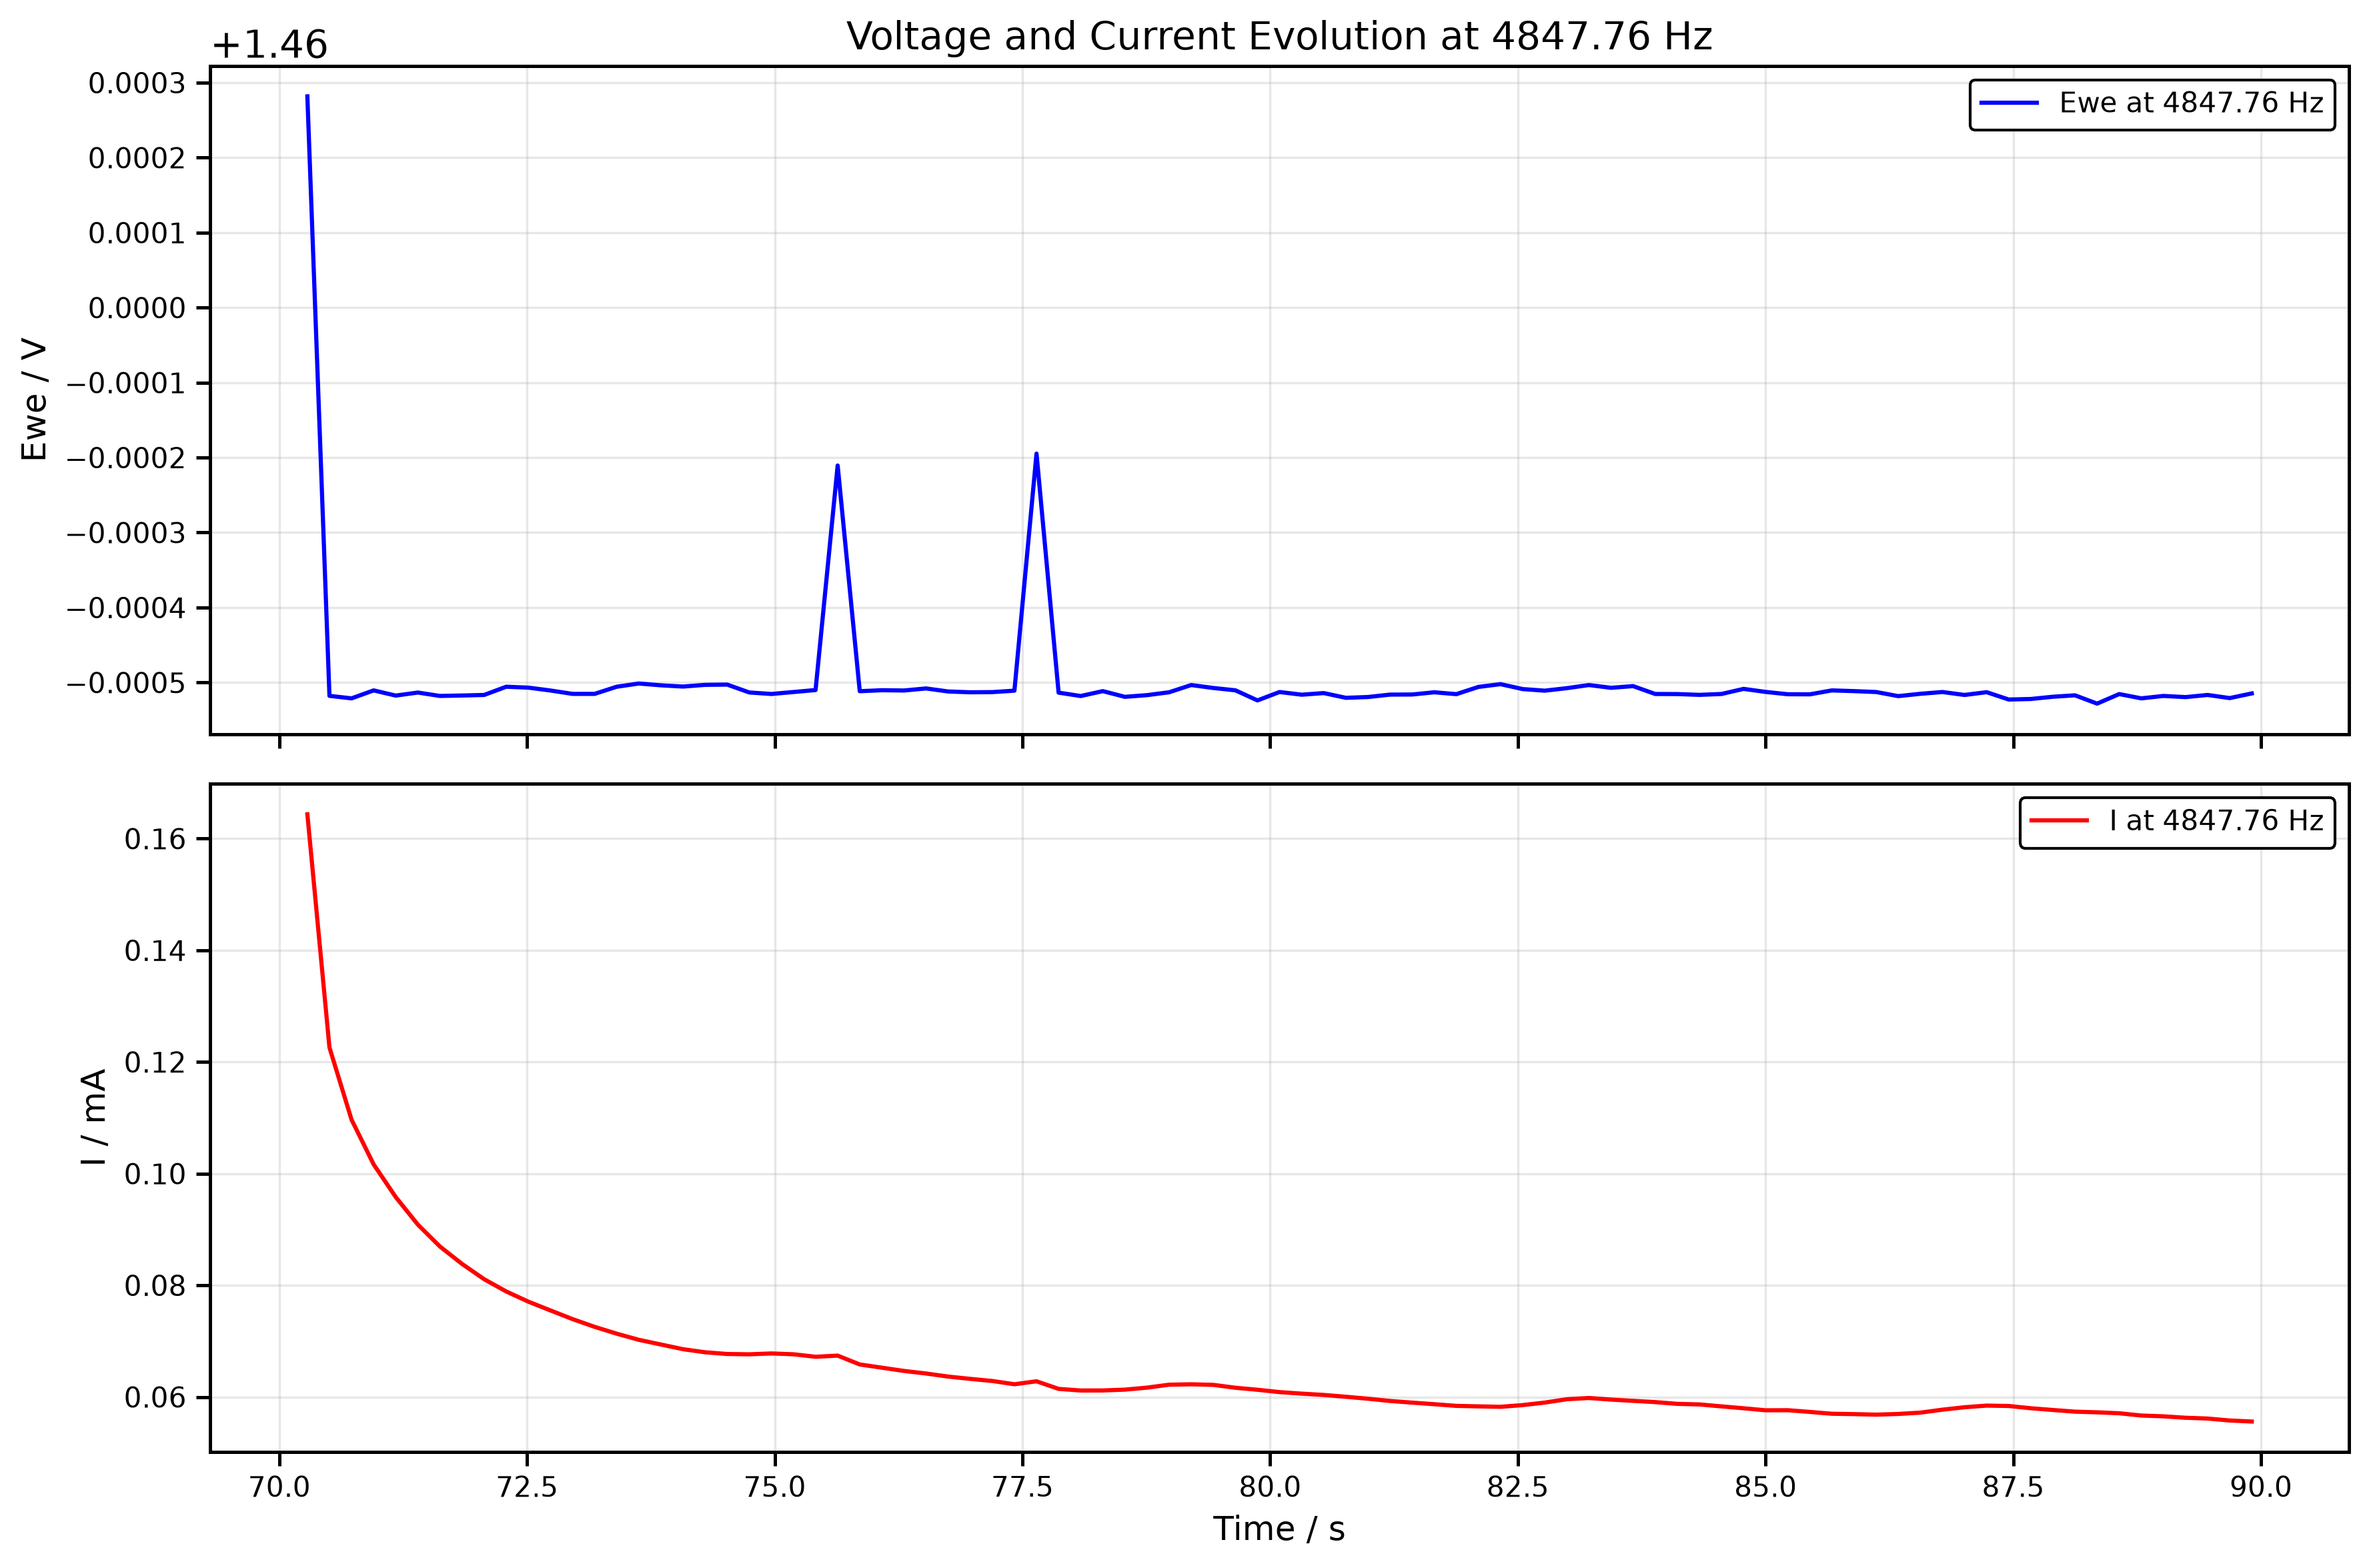 Voltage and Current Evolution at 4847.76 Hz
+1.46
Ewe at 4847.76 Hz
0.0003
0.0002
0.0001
0.0000
−0.0001
−0.0002
−0.0003
−0.0004
−0.0005
Ewe / V
I at 4847.76 Hz
0.16
0.14
0.12
0.10
0.08
0.06
I / mA
70.0 72.5 75.0 77.5 80.0 82.5 85.0 87.5 90.0
Time / s